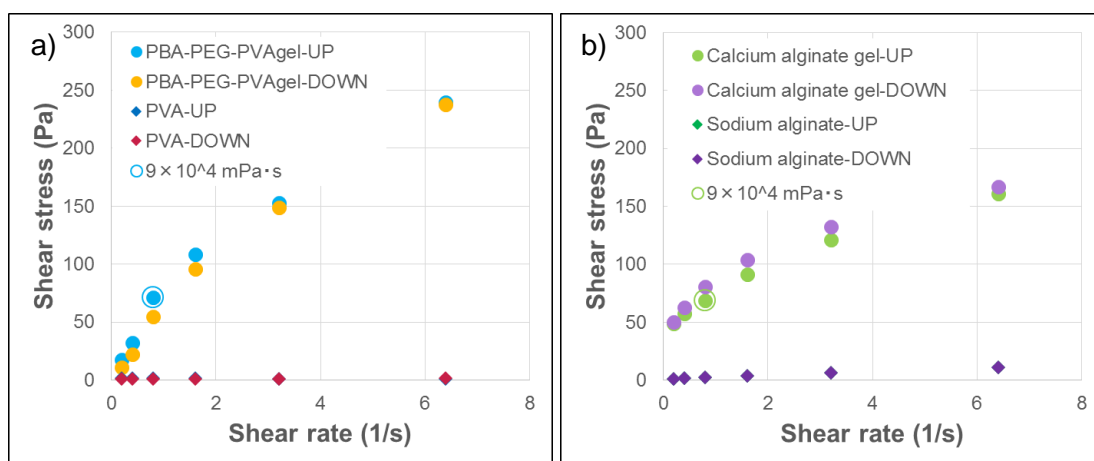 a)
300
250
200
150
100
50
0
Shear stress (Pa)
PBA-PEG-PVAgel-UP
PBA-PEG-PVAgel-DOWN
PVA-UP
PVA-DOWN
9×10^4 mPa・s
0 2 4 6 8
Shear rate (1/s)
b)
300
250
200
150
100
50
0
Shear stress (Pa)
Calcium alginate gel-UP
Calcium alginate gel-DOWN
Sodium alginate-UP
Sodium alginate-DOWN
9×10^4 mPa・s
0 2 4 6 8
Shear rate (1/s)